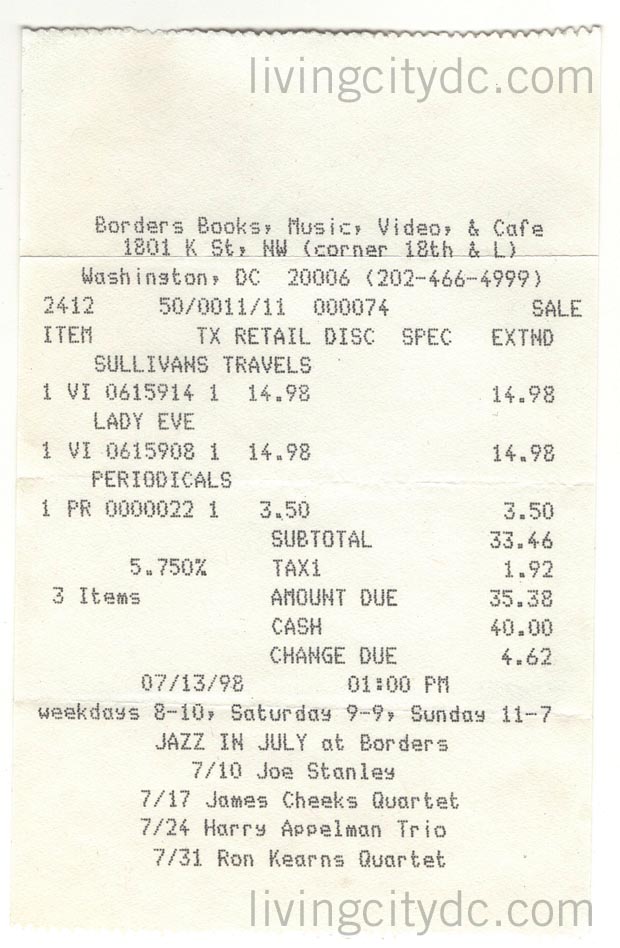 livingcitydc.com
Borders Books, Music, Video, & Cafe
1801 K St, NW (corner 18th & L)
Washington, DC 20006 (202-466-4999)
2412 50/0011/11 000074 SALE
ITEM TX RETAIL DISC SPEC EXTND
SULLIVANS TRAVELS
1 VI 0615914 1 14.98 14.98
LADY EVE
1 VI 0615908 1 14.98 14.98
PERIODICALS
1 PR 0000022 1 3.50 3.50
SUBTOTAL 33.46
5.750% TAX1 1.92
3 Items AMOUNT DUE 35.38
CASH 40.00
CHANGE DUE 4.62
07/13/98 01:00 PM
weekdays 8-10, Saturday 9-9, Sunday 11-7
JAZZ IN JULY at Borders
7/10 Joe Stanley
7/17 James Cheeks Quartet
7/24 Harry Appelman Trio
7/31 Ron Kearns Quartet
livingcitydc.com